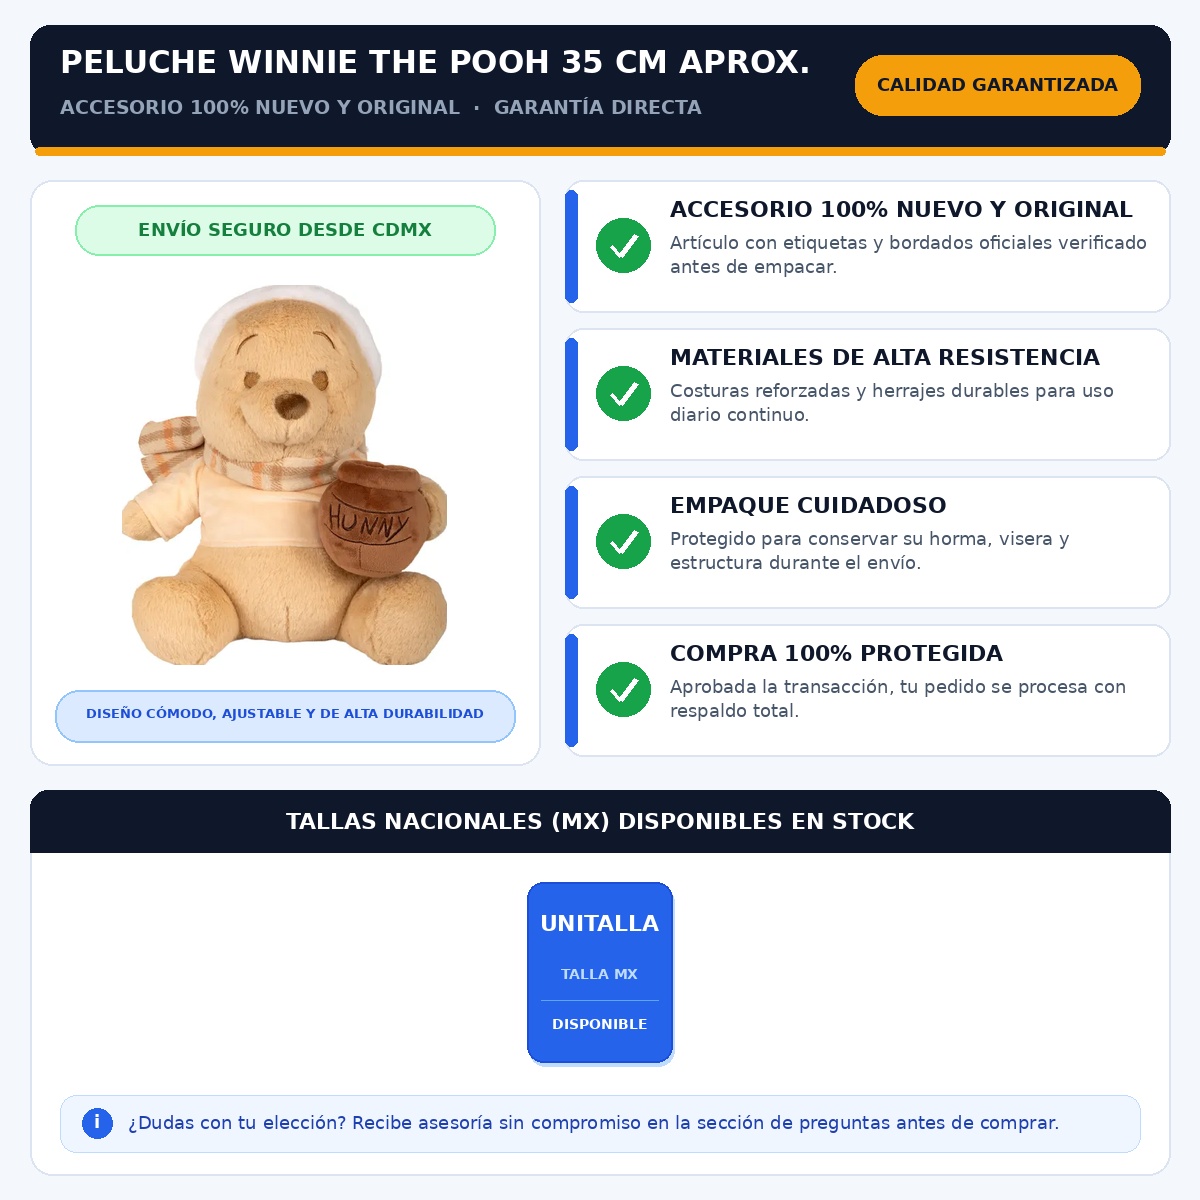 PELUCHE WINNIE THE POOH 35 CM APROX.
ACCESORIO 100% NUEVO Y ORIGINAL · GARANTÍA DIRECTA
CALIDAD GARANTIZADA
ENVÍO SEGURO DESDE CDMX
HUNNY
DISEÑO CÓMODO, AJUSTABLE Y DE ALTA DURABILIDAD
ACCESORIO 100% NUEVO Y ORIGINAL
Artículo con etiquetas y bordados oficiales verificado
antes de empacar.
MATERIALES DE ALTA RESISTENCIA
Costuras reforzadas y herrajes durables para uso
diario continuo.
EMPAQUE CUIDADOSO
Protegido para conservar su horma, visera y
estructura durante el envío.
COMPRA 100% PROTEGIDA
Aprobada la transacción, tu pedido se procesa con
respaldo total.
TALLAS NACIONALES (MX) DISPONIBLES EN STOCK
UNITALLA
TALLA MX
DISPONIBLE
i ¿Dudas con tu elección? Recibe asesoría sin compromiso en la sección de preguntas antes de comprar.